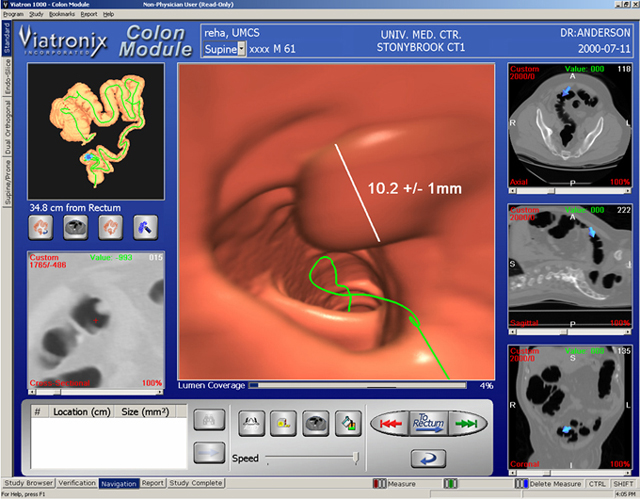 Viatron 1000 - Colon Module
Non-Physician User (Read-Only)
Program Study Bookmarks Report Help
Standard
Endo-Slice
Dual Orthogonal
Supine/Prone
Viatronix
INCORPORATED
Colon
Module
reha, UMCS
Supine xxxx M 61
UNIV. MED. CTR.
STONYBROOK CT1
DR:ANDERSON
2000-07-11
34.8 cm from Rectum
Custom
1765/-486
Value: -993
015
100%
10.2 +/- 1mm
Custom
2000/0
Value: 000
118
A
R
L
Axial
P
100%
Custom
2000/0
Value: 000
222
A
S
I
Sagittal
P
100%
Custom
2000/0
135
S
R
L
Coronal
I
100%
Lumen Coverage
4%
# Location (cm) Size (mm²)
Speed
To
Rectum
Study Browser Verification Navigation Report Study Complete
Measure
Delete Measure
CTRL
SHIFT
For Help, press F1
4:05 PM